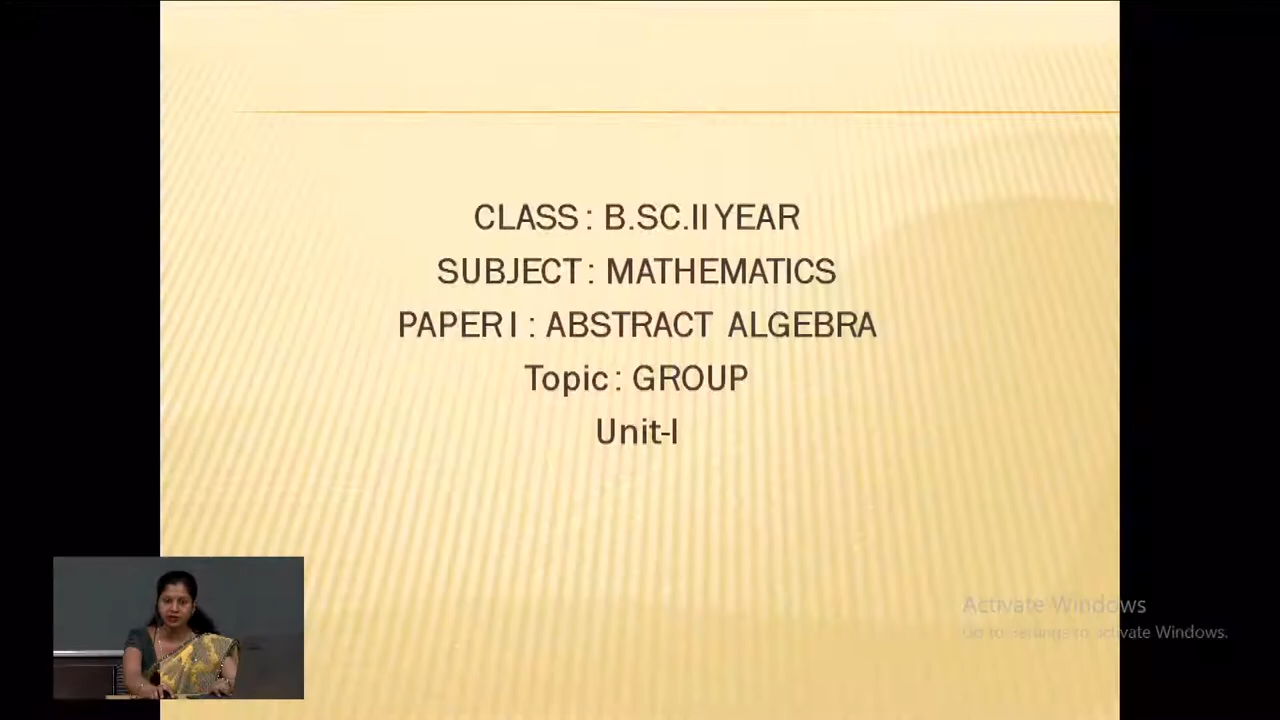 CLASS : B.SC.II YEAR
SUBJECT : MATHEMATICS
PAPER I : ABSTRACT ALGEBRA
Topic : GROUP
Unit-I
Activate Windows
Go to Settings to activate Windows.